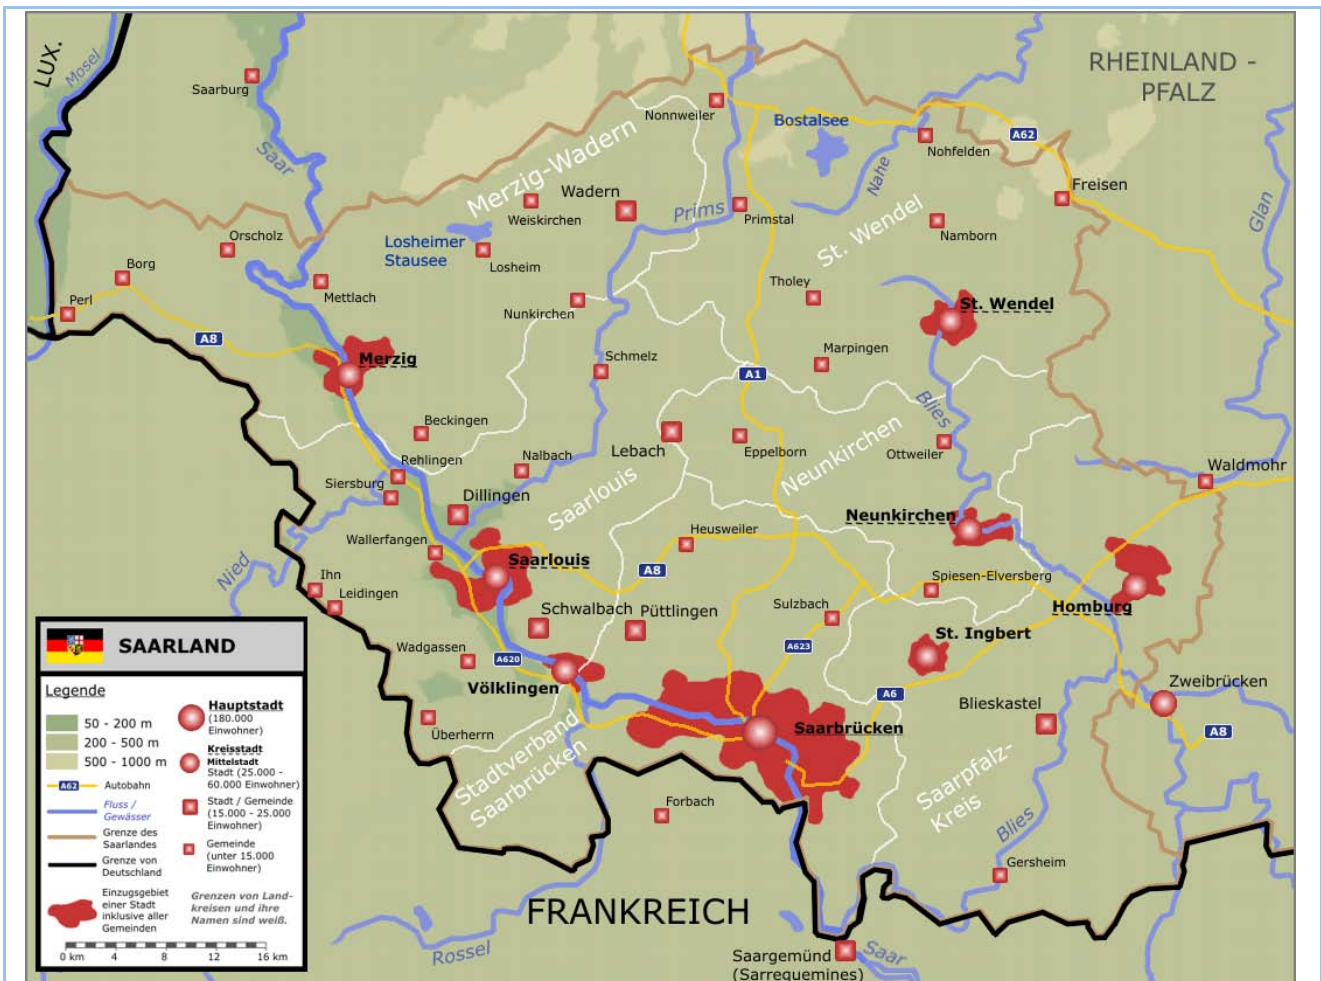 LUX.
Mosel
Saarburg
Saar
RHEINLAND -
PFALZ
Nonnweiler
Bostalsee
A62
Nohfelden
Nahe
Freisen
Glan
Merzig-Wadern
Wadern
Weiskirchen
Prims
Primstal
St. Wendel
Namborn
Orscholz
Losheimer
Stausee
Losheim
Borg
Perl
Mettlach
Nunkirchen
Tholey
St. Wendel
A8
Merzig
Schmelz
A1
Marpingen
Blies
Beckingen
Lebach
Eppelborn
Neunkirchen
Ottweiler
Rehlingen
Nalbach
Siersburg
Waldmohr
Dillingen
Saarlouis
Neunkirchen
Wallerfangen
Heusweiler
Saarlouis
A8
Nied
Ihn
Leidingen
Spiesen-Elversberg
Homburg
Schwalbach
Püttlingen
Sulzbach
St. Ingbert
A623
Wadgassen
A620
Völklingen
A6
Zweibrücken
Blieskastel
Überherrn
Saarbrücken
A8
Stadtverband
Saarbrücken
Saarpfalz-
Kreis
Forbach
Blies
Gersheim
FRANKREICH
Rossel
Saargemünd
(Sarreguemines)
Saar
SAARLAND
Legende
50 - 200 m
200 - 500 m
500 - 1000 m
A62
Autobahn
Fluss /
Gewässer
Grenze des
Saarlandes
Grenze von
Deutschland
Einzugsgebiet
einer Stadt
inklusive aller
Gemeinden
Hauptstadt
(180.000
Einwohner)
Kreisstadt
Mittelstadt
Stadt (25.000 -
60.000 Einwohner)
Stadt / Gemeinde
(15.000 - 25.000
Einwohner)
Gemeinde
(unter 15.000
Einwohner)
Grenzen von Land-
kreisen und ihre
Namen sind weiß.
0 km 4 8 12 16 km